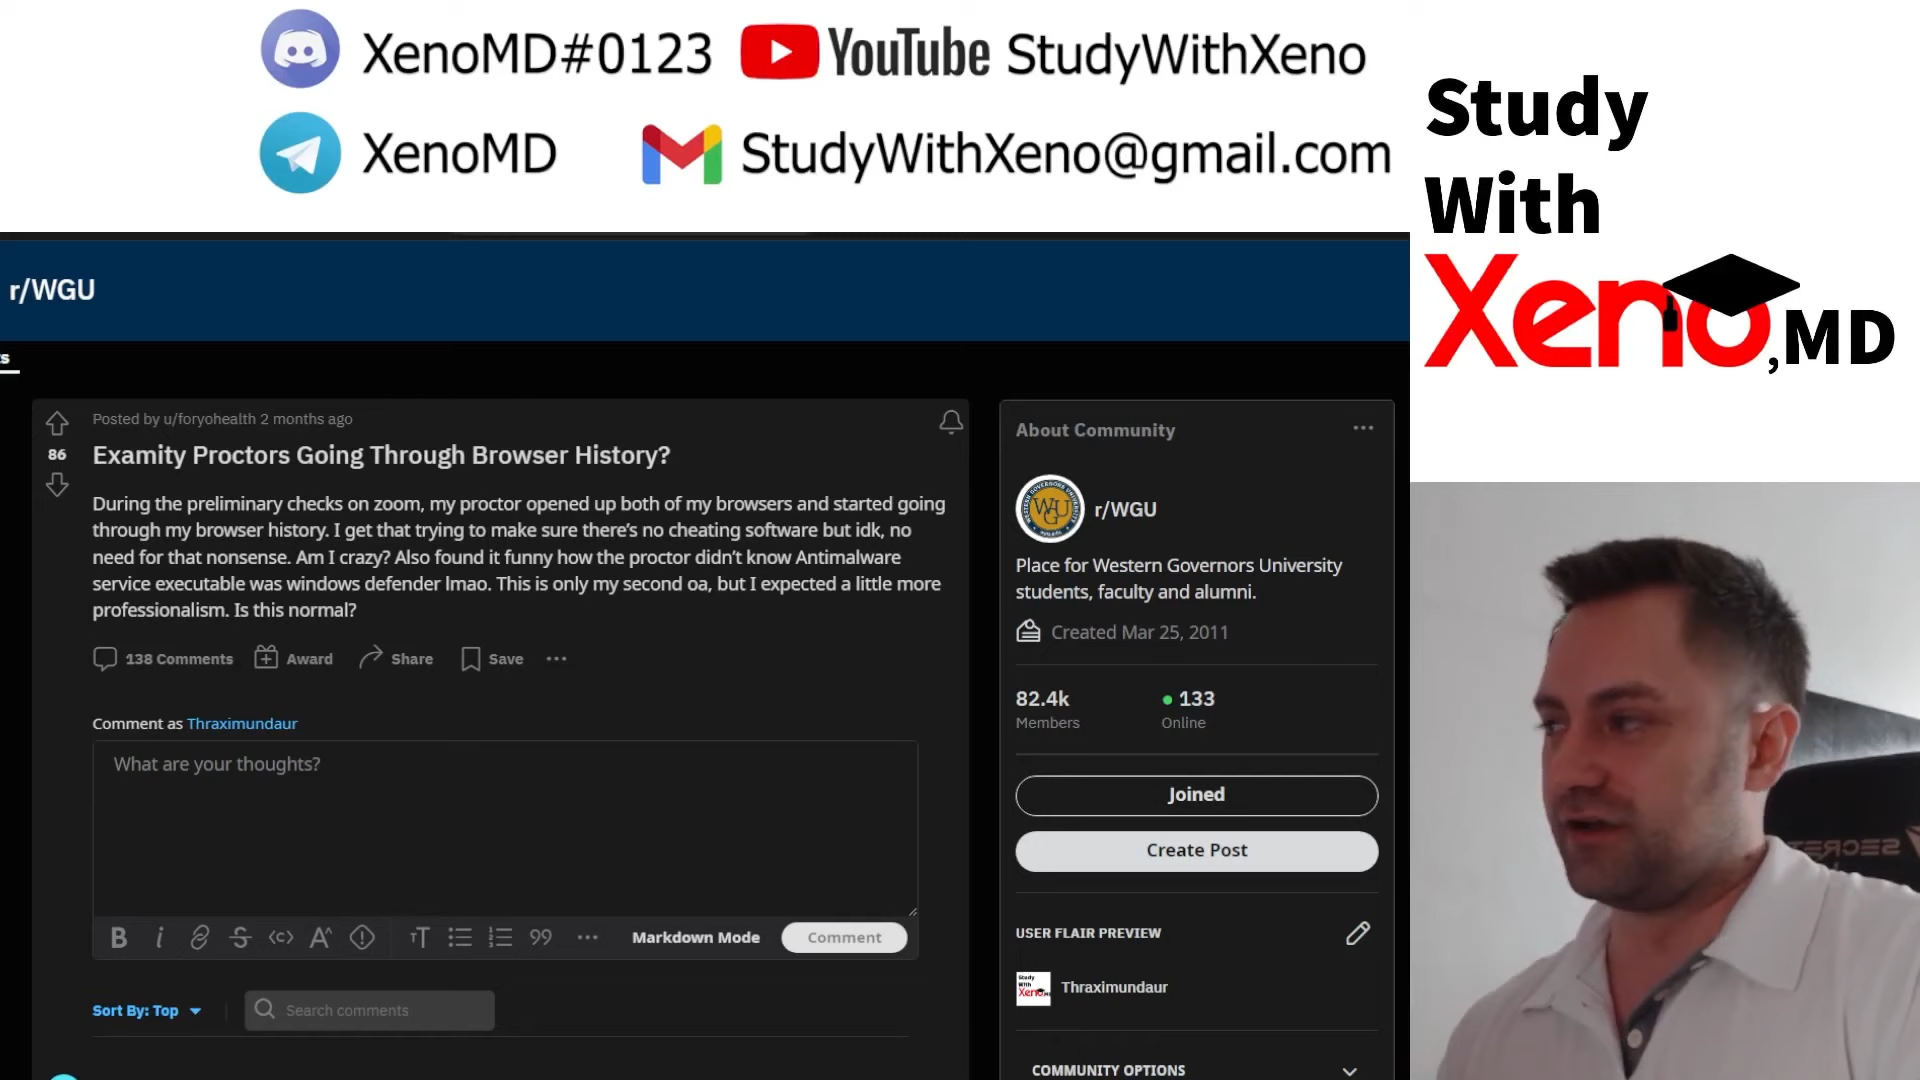 XenoMD#0123
YouTube StudyWithXeno
XenoMD
StudyWithXeno@gmail.com
Study
With
Xeno,MD
r/WGU
s
Posted by u/foryohealth 2 months ago
86
Examity Proctors Going Through Browser History?
During the preliminary checks on zoom, my proctor opened up both of my browsers and started going
through my browser history. I get that trying to make sure there's no cheating software but idk, no
need for that nonsense. Am I crazy? Also found it funny how the proctor didn't know Antimalware
service executable was windows defender lmao. This is only my second oa, but I expected a little more
professionalism. Is this normal?
138 Comments Award Share Save
Comment as Thraximundaur
What are your thoughts?
Markdown Mode Comment
Sort By: Top Search comments
About Community
r/WGU
Place for Western Governors University
students, faculty and alumni.
Created Mar 25, 2011
82.4k 133
Members Online
Joined
Create Post
USER FLAIR PREVIEW
Thraximundaur
COMMUNITY OPTIONS